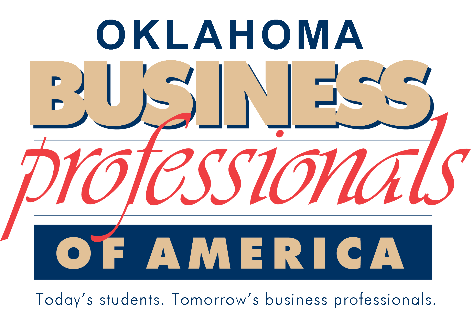 OKLAHOMA
BUSINESS
professionals
OF AMERICA
Today's students. Tomorrow's business professionals.